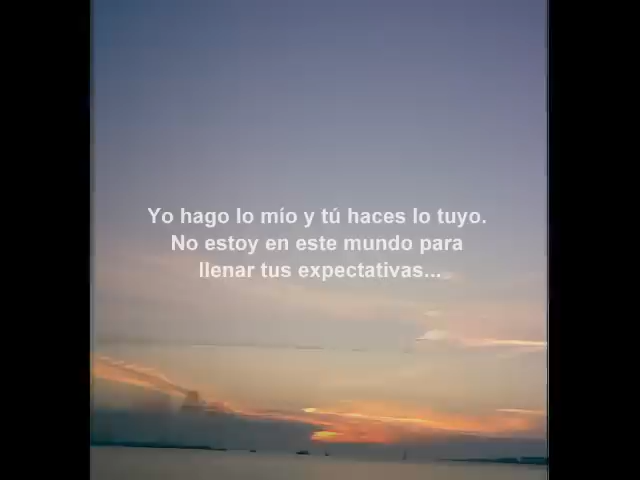 Yo hago lo mío y tú haces lo tuyo.
No estoy en este mundo para
llenar tus expectativas...